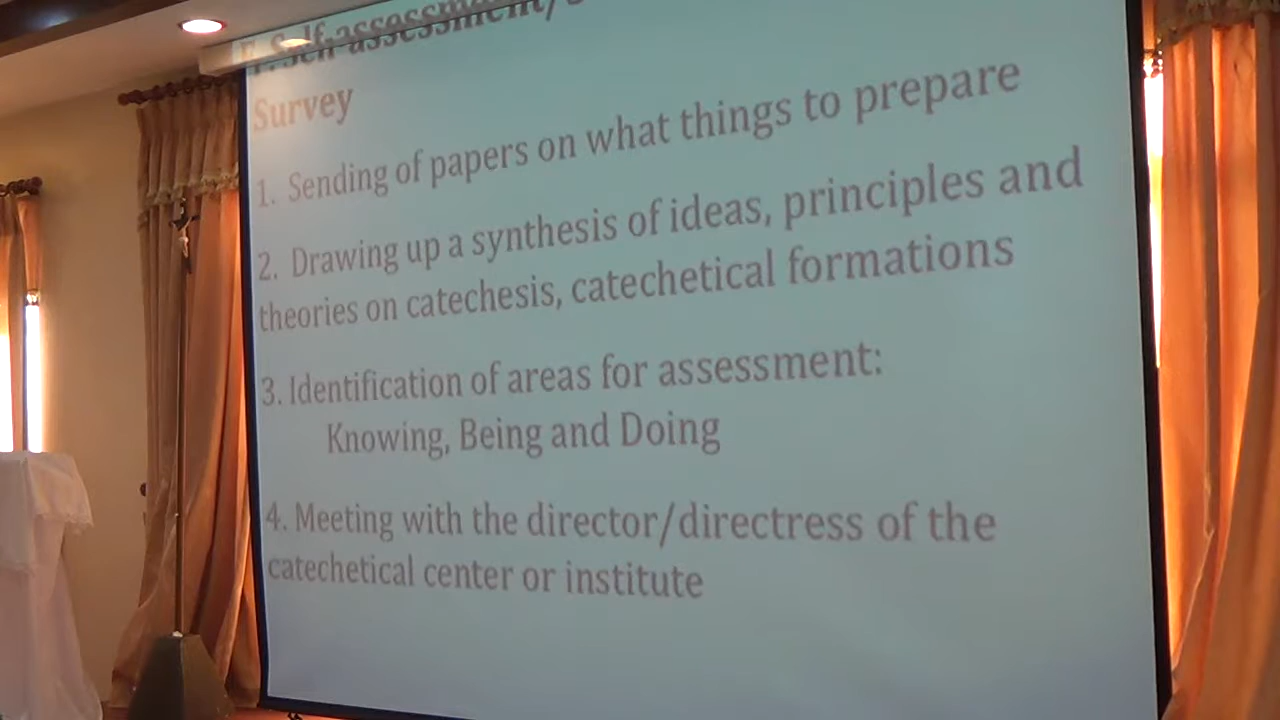 F. Self-assessment/
Survey
1. Sending of papers on what things to prepare
2. Drawing up a synthesis of ideas, principles and
theories on catechesis, catechetical formations
3. Identification of areas for assessment:
Knowing, Being and Doing
4. Meeting with the director/directress of the
catechetical center or institute